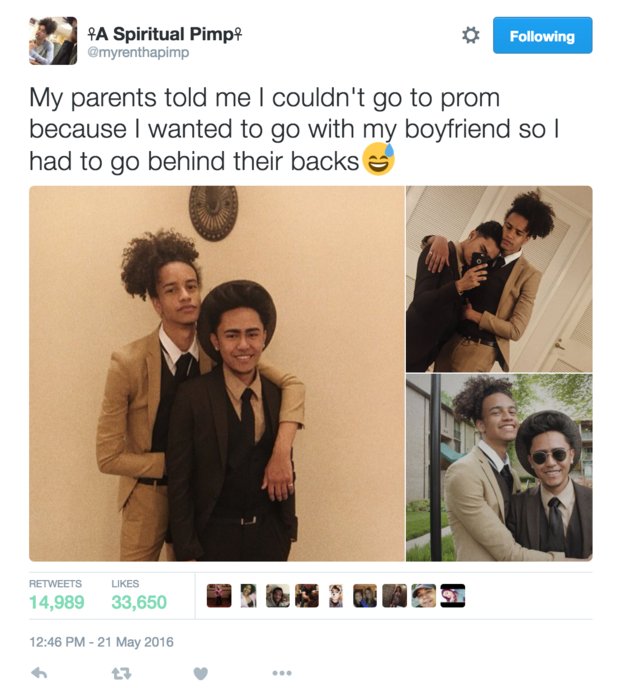 ♀A Spiritual Pimp♀
@myrenthapimp
Following
My parents told me I couldn't go to prom
because I wanted to go with my boyfriend so I
had to go behind their backs😅
RETWEETS
LIKES
14,989
33,650
12:46 PM - 21 May 2016